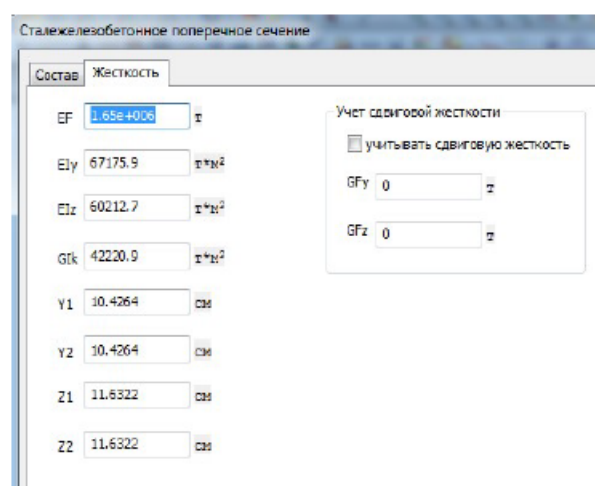 Сталежелезобетонное поперечное сечение
Состав Жесткость
EF 1.65e+006 т
EIy 67175.9 т*м²
EIz 60212.7 т*м²
GIk 42220.9 т*м²
Y1 10.4264 см
Y2 10.4264 см
Z1 11.6322 см
Z2 11.6322 см
Учет сдвиговой жесткости
учитывать сдвиговую жесткость
GFy 0 т
GFz 0 т